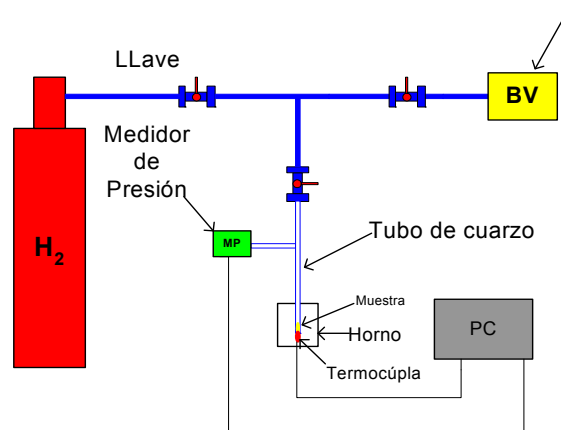 LLave
BV
Medidor
de
Presión
H2
MP
Tubo de cuarzo
Muestra
Horno
PC
Termocúpla